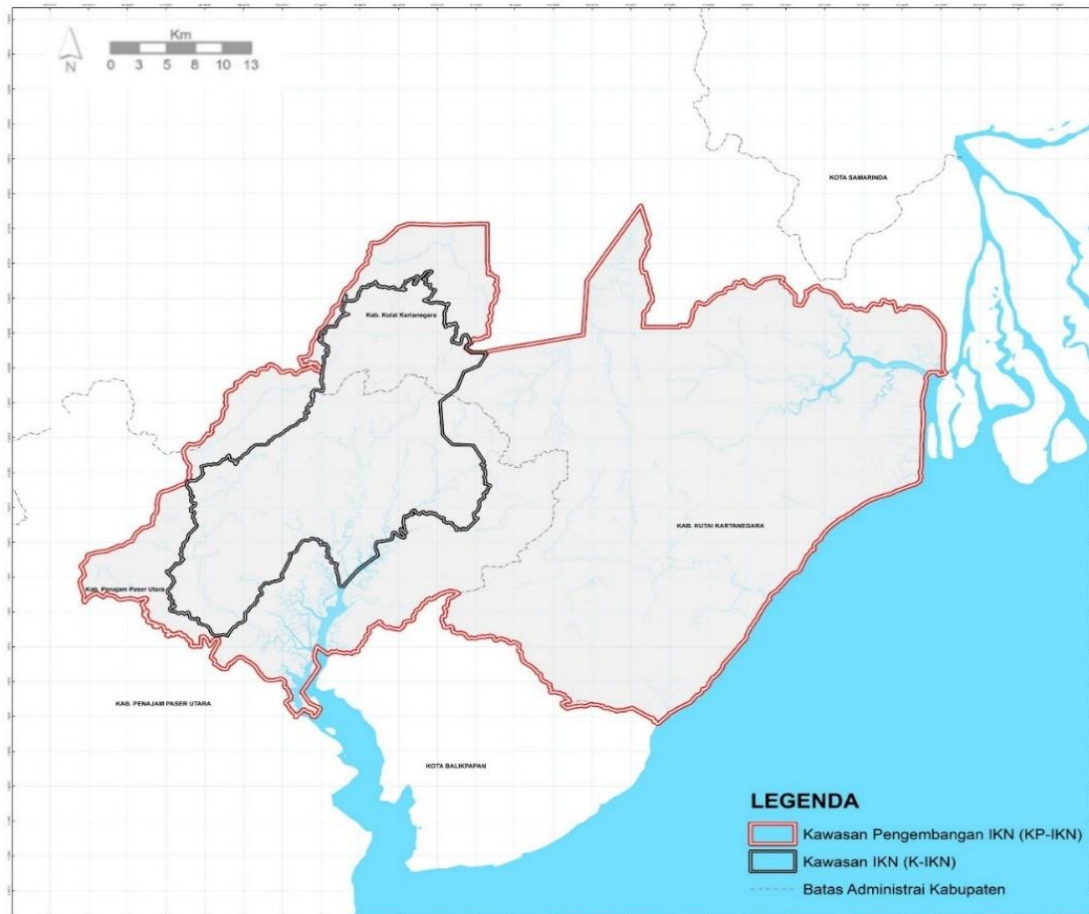 Km
N
0 3 5 8 10 13
KOTA SAMARINDA
Kab. Kutai Kartanegara
KAB. KUTAI KARTANEGARA
Kab. Penajam Paser Utara
KAB. PENAJAM PASER UTARA
KOTA BALIKPAPAN
LEGENDA
Kawasan Pengembangan IKN (KP-IKN)
Kawasan IKN (K-IKN)
Batas Administrai Kabupaten